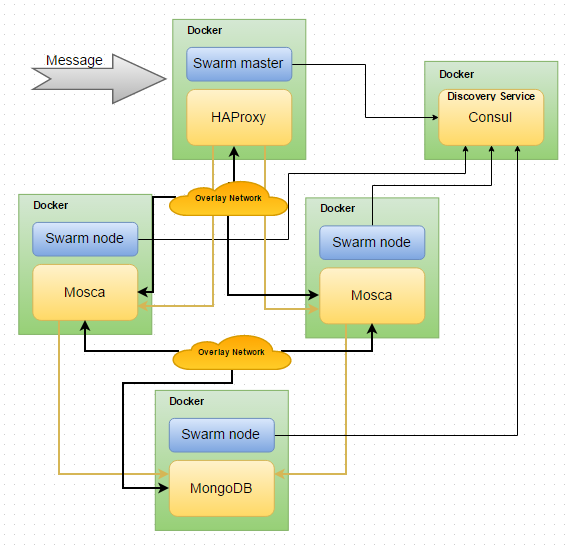 Docker
Message
Swarm master
HAProxy
Docker
Discovery Service
Consul
Overlay Network
Docker
Swarm node
Mosca
Docker
Swarm node
Mosca
Overlay Network
Docker
Swarm node
MongoDB